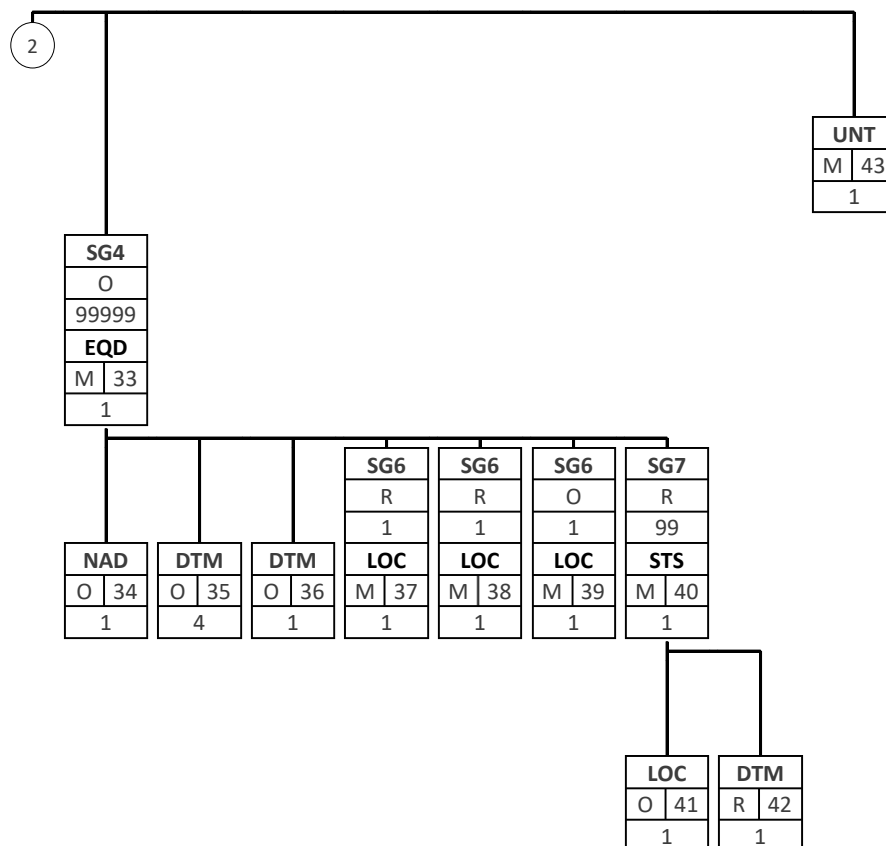 2
UNT
M 43
1
SG4
O
99999
EQD
M 33
1
SG6 SG6 SG6 SG7
R R O R
1 1 1 99
NAD DTM DTM LOC LOC LOC STS
O 34 O 35 O 36 M 37 M 38 M 39 M 40
1 4 1 1 1 1 1
LOC DTM
O 41 R 42
1 1